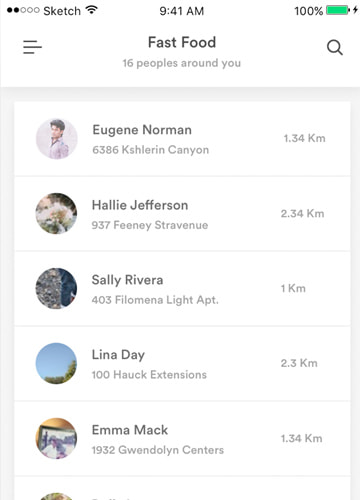 Sketch 9:41 AM 100%
Fast Food
16 peoples around you
Eugene Norman
6386 Kshlerin Canyon
1.34 Km
Hallie Jefferson
937 Feeney Stravenue
2.34 Km
Sally Rivera
403 Filomena Light Apt.
1 Km
Lina Day
100 Hauck Extensions
2.3 Km
Emma Mack
1932 Gwendolyn Centers
1.34 Km